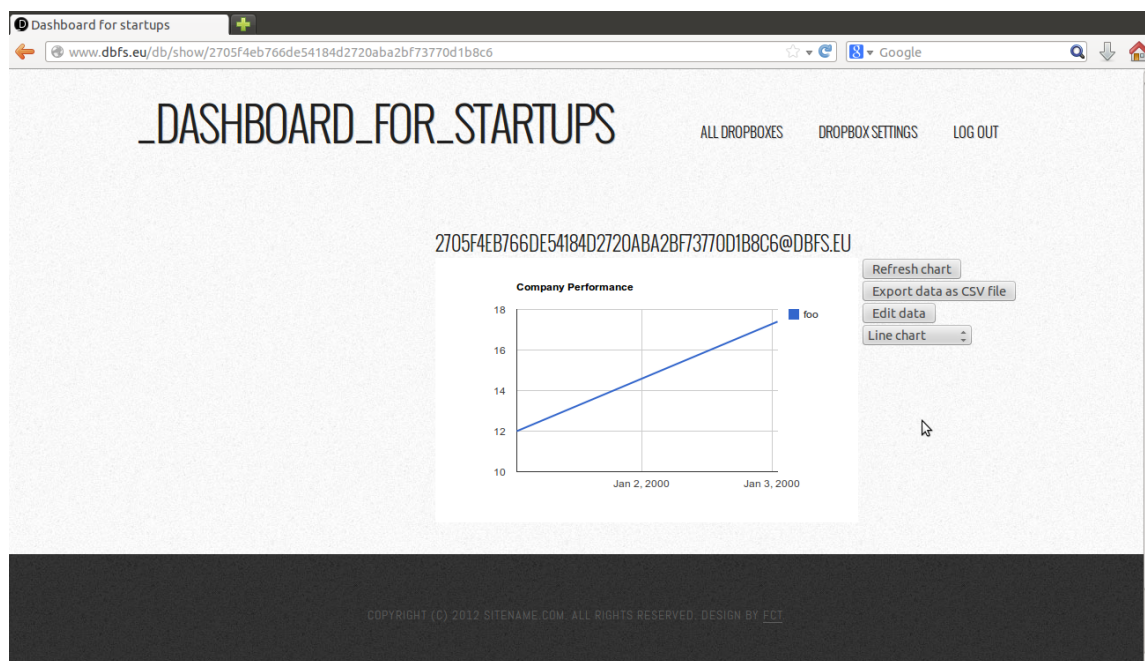 Dashboard for startups
www.dbfs.eu/db/show/2705f4eb766de54184d2720aba2bf73770d1b8c6
Google
_DASHBOARD_FOR_STARTUPS
ALL DROPBOXES DROPBOX SETTINGS LOG OUT
2705F4EB766DE54184D2720ABA2BF73770D1B8C6@DBFS.EU
Refresh chart
Export data as CSV file
Edit data
Line chart
Company Performance
foo
18
16
14
12
10
Jan 2, 2000 Jan 3, 2000
COPYRIGHT (C) 2012 SITENAME.COM. ALL RIGHTS RESERVED. DESIGN BY FCT